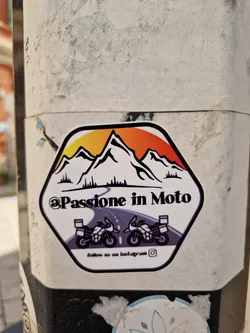 @Passione in Moto
follow us on Instagram